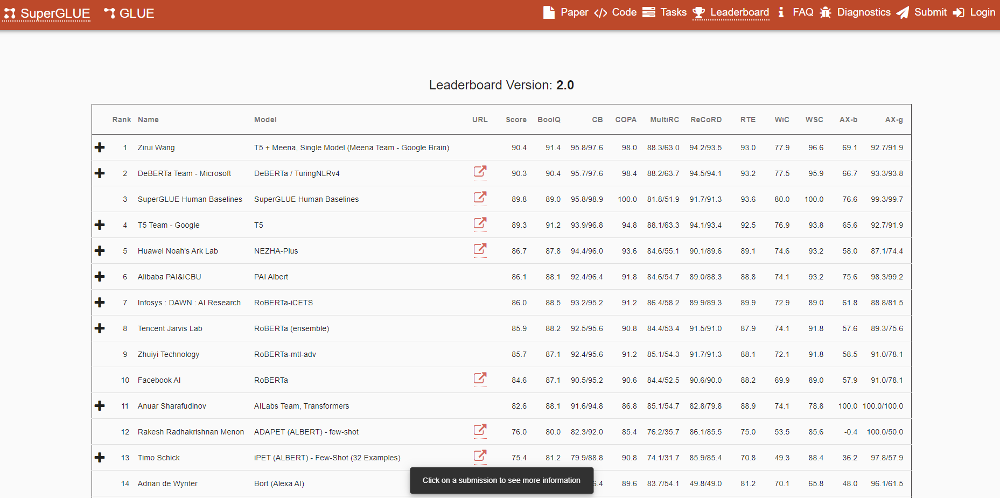 SuperGLUE GLUE Paper Code Tasks Leaderboard FAQ Diagnostics Submit Login
Leaderboard Version: 2.0
Rank Name Model URL Score BoolQ CB COPA MultiRC ReCoRD RTE WiC WSC AX-b AX-g
1 Zirui Wang T5 + Meena, Single Model (Meena Team - Google Brain) 90.4 91.4 95.8/97.6 98.0 88.3/63.0 94.2/93.5 93.0 77.9 96.6 69.1 92.7/91.9
2 DeBERTa Team - Microsoft DeBERTa / TuringNLRv4 90.3 90.4 95.7/97.6 98.4 88.2/63.7 94.5/94.1 93.2 77.5 95.9 66.7 93.3/93.8
3 SuperGLUE Human Baselines SuperGLUE Human Baselines 89.8 89.0 95.8/98.9 100.0 81.8/51.9 91.7/91.3 93.6 80.0 100.0 76.6 99.3/99.7
4 T5 Team - Google T5 89.3 91.2 93.9/96.8 94.8 88.1/63.3 94.1/93.4 92.5 76.9 93.8 65.6 92.7/91.9
5 Huawei Noah's Ark Lab NEZHA-Plus 86.7 87.8 94.4/96.0 93.6 84.6/55.1 90.1/89.6 89.1 74.6 93.2 58.0 87.1/74.4
6 Alibaba PAI&ICBU PAI Albert 86.1 88.1 92.4/96.4 91.8 84.6/54.7 89.0/88.3 88.8 74.1 93.2 75.6 98.3/99.2
7 Infosys : DAWN : AI Research RoBERTa-iCETS 86.0 88.5 93.2/95.2 91.2 86.4/58.2 89.9/89.3 89.9 72.9 89.0 61.8 88.8/81.5
8 Tencent Jarvis Lab RoBERTa (ensemble) 85.9 88.2 92.5/95.6 90.8 84.4/53.4 91.5/91.0 87.9 74.1 91.8 57.6 89.3/75.6
9 Zhuiyi Technology RoBERTa-mtl-adv 85.7 87.1 92.4/95.6 91.2 85.1/54.3 91.7/91.3 88.1 72.1 91.8 58.5 91.0/78.1
10 Facebook AI RoBERTa 84.6 87.1 90.5/95.2 90.6 84.4/52.5 90.6/90.0 88.2 69.9 89.0 57.9 91.0/78.1
11 Anuar Sharafudinov AILabs Team, Transformers 82.6 88.1 91.6/94.8 86.8 85.1/54.7 82.8/79.8 88.9 74.1 78.8 100.0 100.0/100.0
12 Rakesh Radhakrishnan Menon ADAPET (ALBERT) - few-shot 76.0 80.0 82.3/92.0 85.4 76.2/35.7 86.1/85.5 75.0 53.5 85.6 -0.4 100.0/50.0
13 Timo Schick iPET (ALBERT) - Few-Shot (32 Examples) 75.4 81.2 79.9/88.8 90.8 74.1/31.7 85.9/85.4 70.8 49.3 88.4 36.2 97.8/57.9
14 Adrian de Wynter Bort (Alexa AI) 89.6 83.7/54.1 49.8/49.0 81.2 70.1 65.8 48.0 96.1/61.5
Click on a submission to see more information